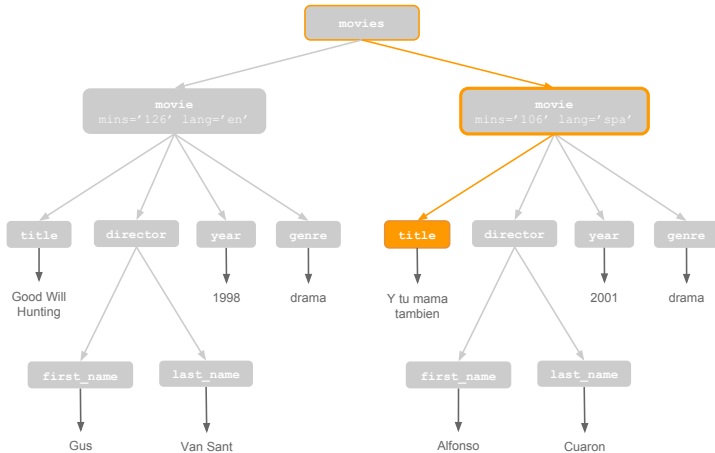 movies
movie
mins=’126’ lang=’en’
movie
mins=’106’ lang=’spa’
title
director
year
genre
title
director
year
genre
Good Will
Hunting
1998
drama
Y tu mama
tambien
2001
drama
first_name
last_name
first_name
last_name
Gus
Van Sant
Alfonso
Cuaron